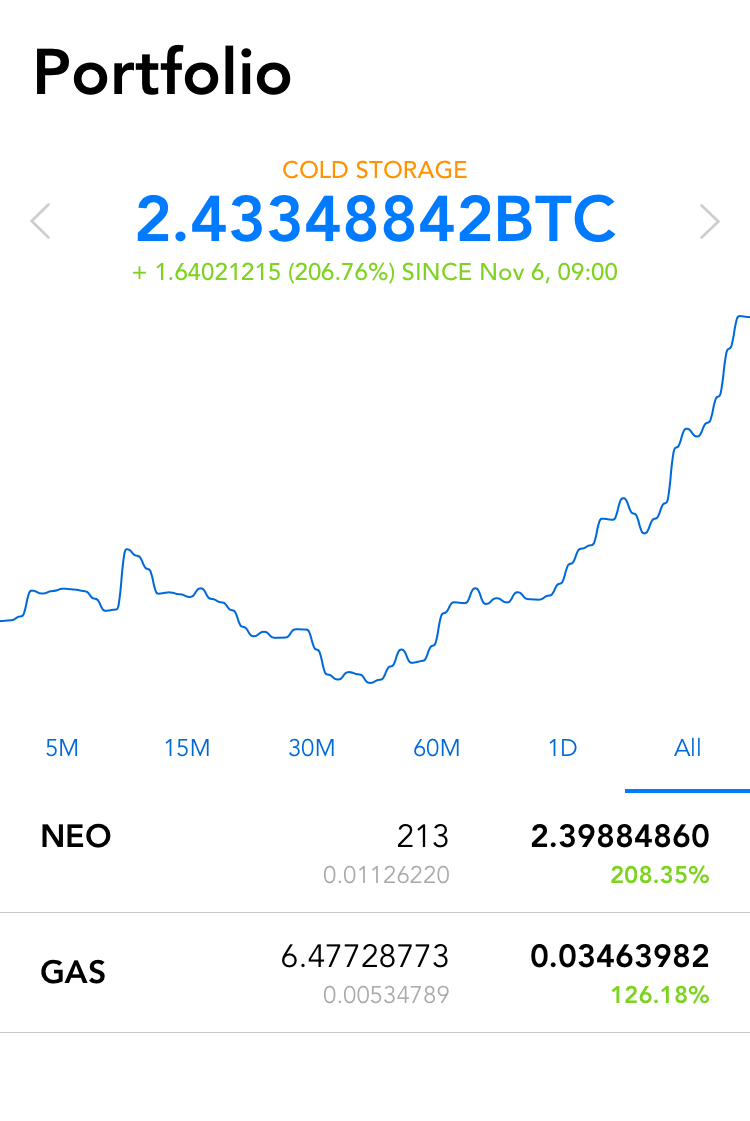 Portfolio
COLD STORAGE
2.43348842BTC
+ 1.64021215 (206.76%) SINCE Nov 6, 09:00
5M 15M 30M 60M 1D All
NEO 213 2.39884860
0.01126220 208.35%
GAS 6.47728773 0.03463982
0.00534789 126.18%